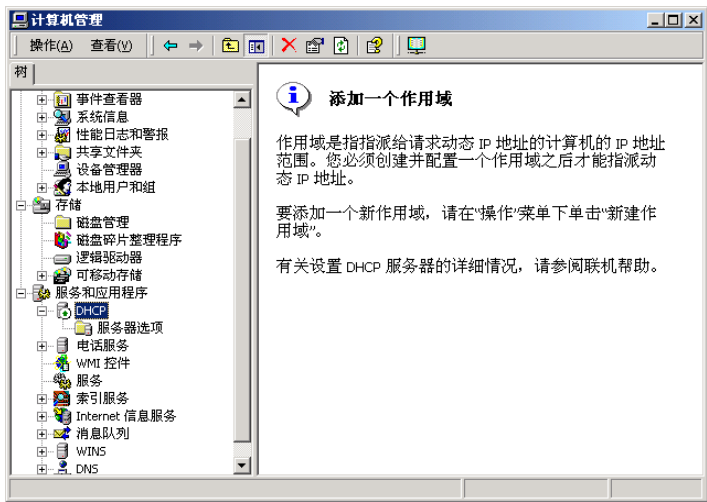 计算机管理
操作(A) 查看(V)
树
事件查看器
系统信息
性能日志和警报
共享文件夹
设备管理器
本地用户和组
存储
磁盘管理
磁盘碎片整理程序
逻辑驱动器
可移动存储
服务和应用程序
DHCP
服务器选项
电话服务
WMI 控件
服务
索引服务
Internet 信息服务
消息队列
WINS
DNS
添加一个作用域
作用域是指指派给请求动态 IP 地址的计算机的 IP 地址
范围。您必须创建并配置一个作用域之后才能指派动
态 IP 地址。
要添加一个新作用域，请在“操作”菜单下单击“新建作
用域”。
有关设置 DHCP 服务器的详细情况，请参阅联机帮助。